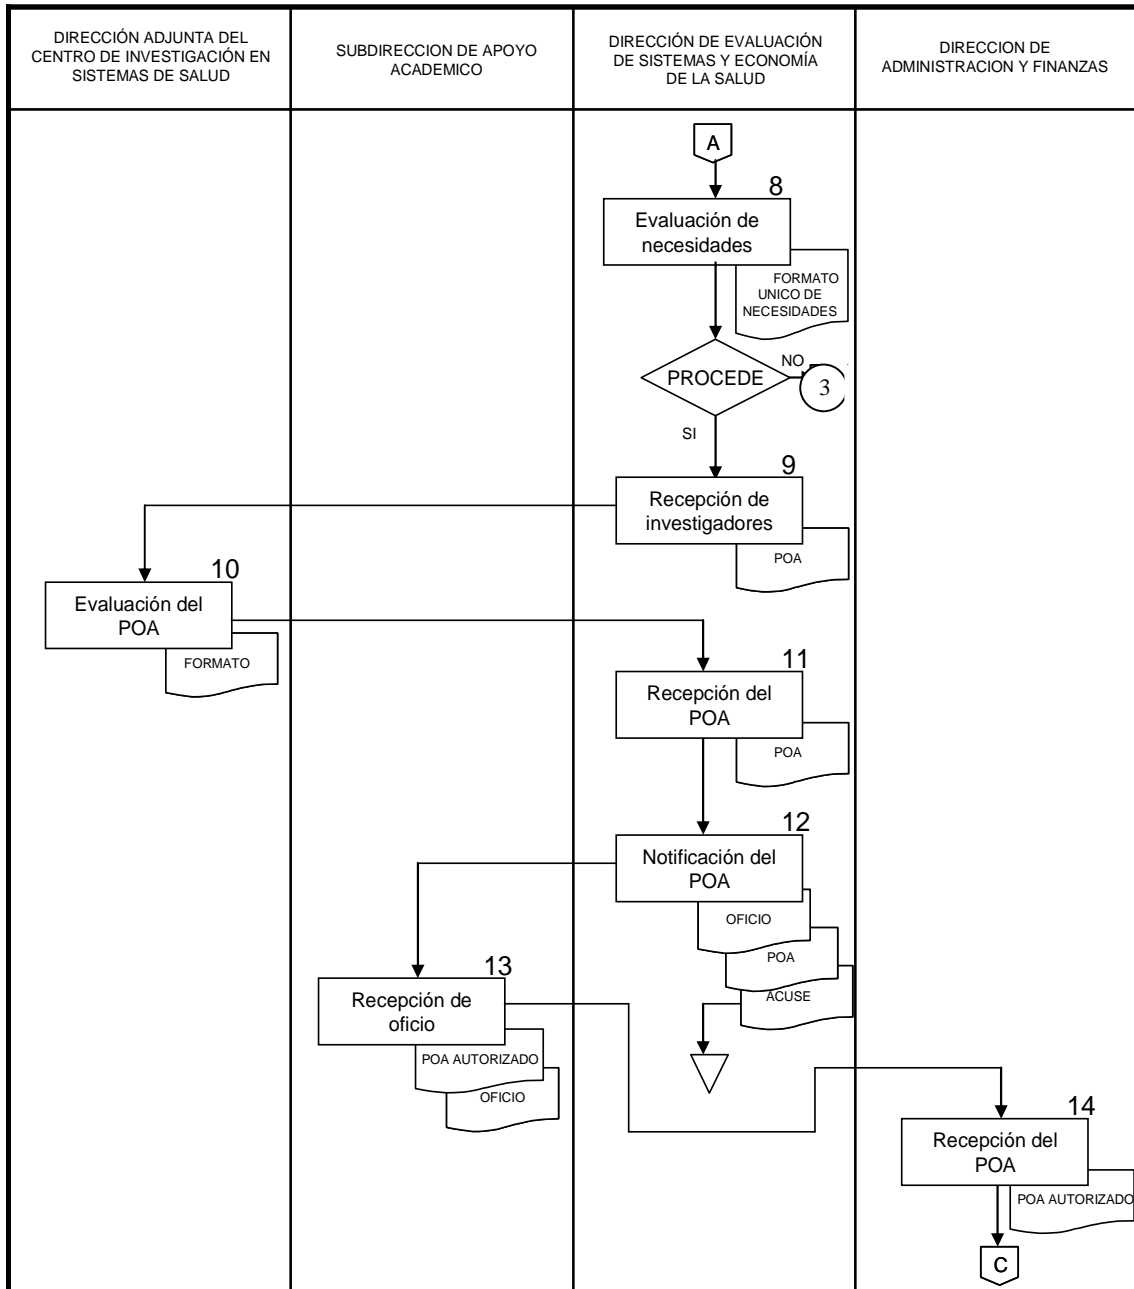 DIRECCIÓN ADJUNTA DEL
CENTRO DE INVESTIGACIÓN EN
SISTEMAS DE SALUD
SUBDIRECCION DE APOYO
ACADEMICO
DIRECCIÓN DE EVALUACIÓN
DE SISTEMAS Y ECONOMÍA
DE LA SALUD
DIRECCION DE
ADMINISTRACION Y FINANZAS
A
8
Evaluación de
necesidades
FORMATO
UNICO DE
NECESIDADES
PROCEDE
NO
3
SI
9
Recepción de
investigadores
POA
10
Evaluación del
POA
FORMATO
11
Recepción del
POA
POA
12
Notificación del
POA
OFICIO
POA
ACUSE
13
Recepción de
oficio
POA AUTORIZADO
OFICIO
14
Recepción del
POA
POA AUTORIZADO
C